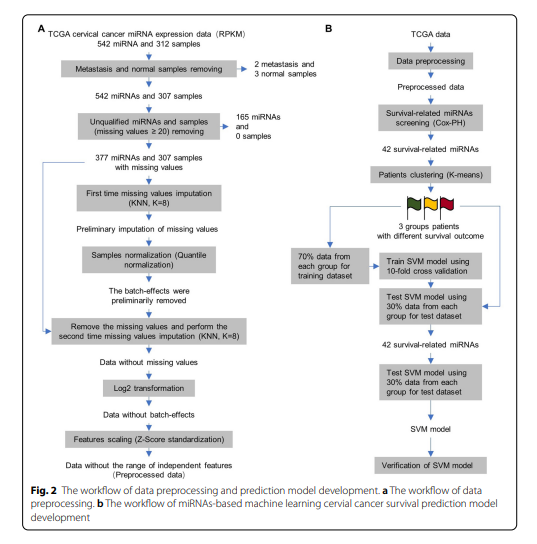 A
TCGA cervical cancer miRNA expression data (RPKM)
542 miRNA and 312 samples
Metastasis and normal samples removing
2 metastasis and
3 normal samples
542 miRNAs and 307 samples
Unqualified miRNAs and samples
(missing values ≥ 20) removing
165 miRNAs
and
0 samples
377 miRNAs and 307 samples
with missing values
First time missing values imputation
(KNN, K=8)
Preliminary imputation of missing values
Samples normalization (Quantile
normalization)
The batch-effects were
preliminarily removed
Remove the missing values and perform the
second time missing values imputation (KNN, K=8)
Data without missing values
Log2 transformation
Data without batch-effects
Features scaling (Z-Score standardization)
Data without the range of independent features
(Preprocessed data)
B
TCGA data
Data preprocessing
Preprocessed data
Survival-related miRNAs
screening (Cox-PH)
42 survival-related miRNAs
Patients clustering (K-means)
3 groups patients
with different survival outcome
70% data from
each group for
training dataset
Train SVM model using
10-fold cross validation
Test SVM model using
30% data from each
group for test dataset
42 survival-related miRNAs
Test SVM model using
30% data from each
group for test dataset
SVM model
Verification of SVM model
Fig. 2 The workflow of data preprocessing and prediction model development. a The workflow of data
preprocessing. b The workflow of miRNAs-based machine learning cervial cancer survival prediction model
development